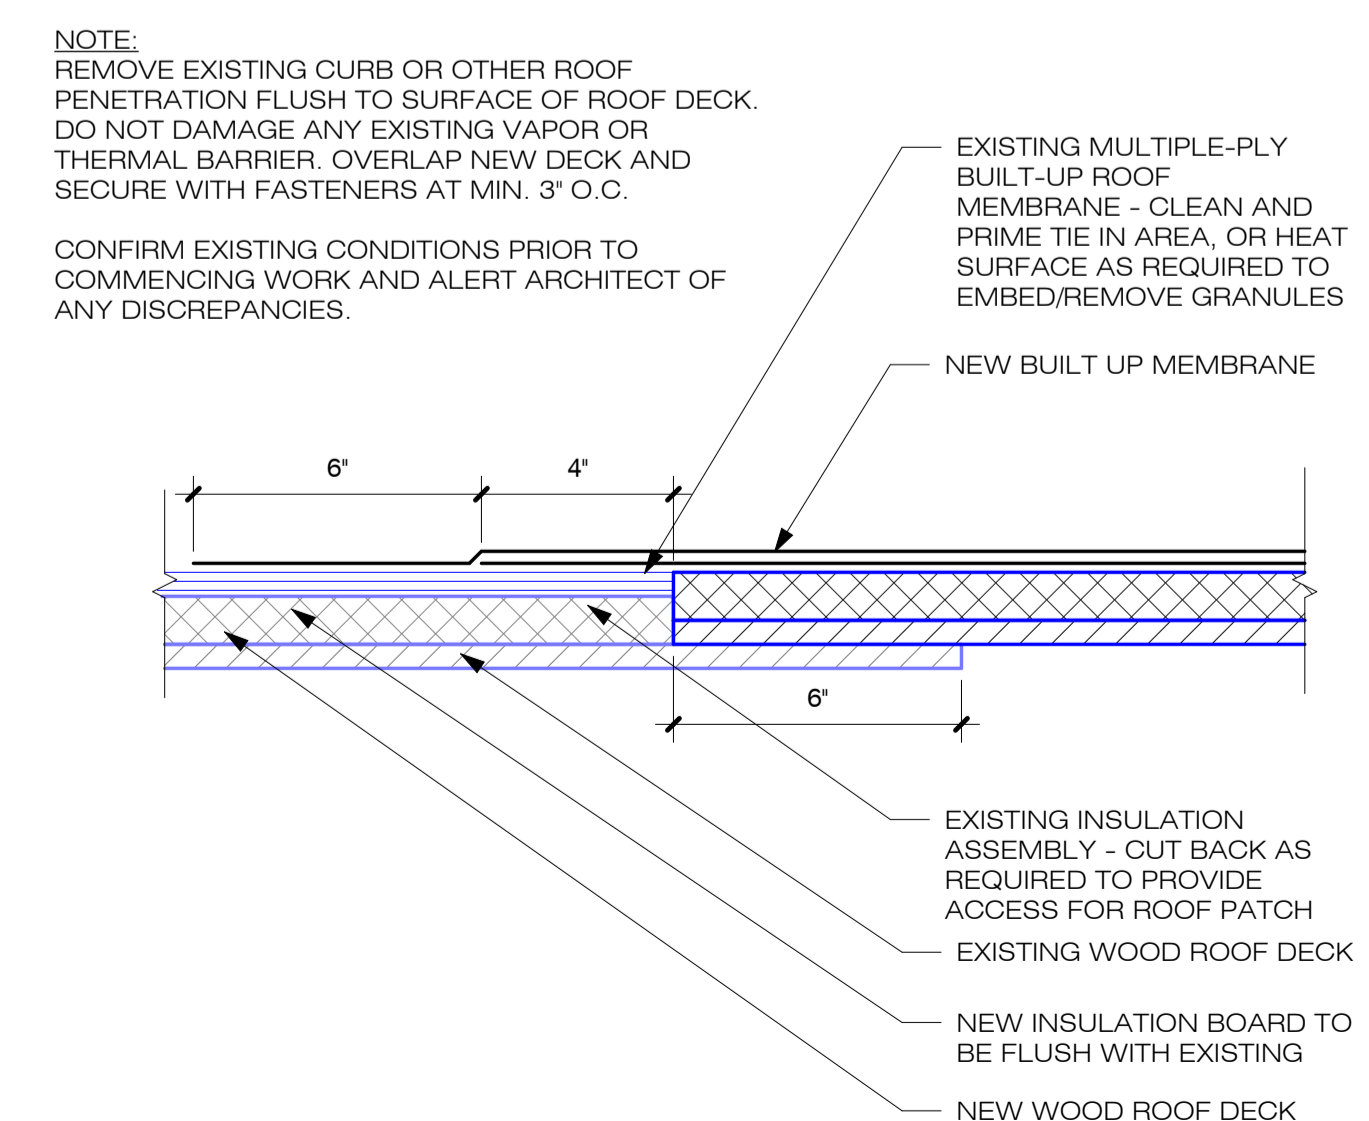 NOTE:
REMOVE EXISTING CURB OR OTHER ROOF
PENETRATION FLUSH TO SURFACE OF ROOF DECK.
DO NOT DAMAGE ANY EXISTING VAPOR OR
THERMAL BARRIER. OVERLAP NEW DECK AND
SECURE WITH FASTENERS AT MIN. 3" O.C.
CONFIRM EXISTING CONDITIONS PRIOR TO
COMMENCING WORK AND ALERT ARCHITECT OF
ANY DISCREPANCIES.
EXISTING MULTIPLE-PLY
BUILT-UP ROOF
MEMBRANE - CLEAN AND
PRIME TIE IN AREA, OR HEAT
SURFACE AS REQUIRED TO
EMBED/REMOVE GRANULES
NEW BUILT UP MEMBRANE
6"
4"
6"
EXISTING INSULATION
ASSEMBLY - CUT BACK AS
REQUIRED TO PROVIDE
ACCESS FOR ROOF PATCH
EXISTING WOOD ROOF DECK
NEW INSULATION BOARD TO
BE FLUSH WITH EXISTING
NEW WOOD ROOF DECK